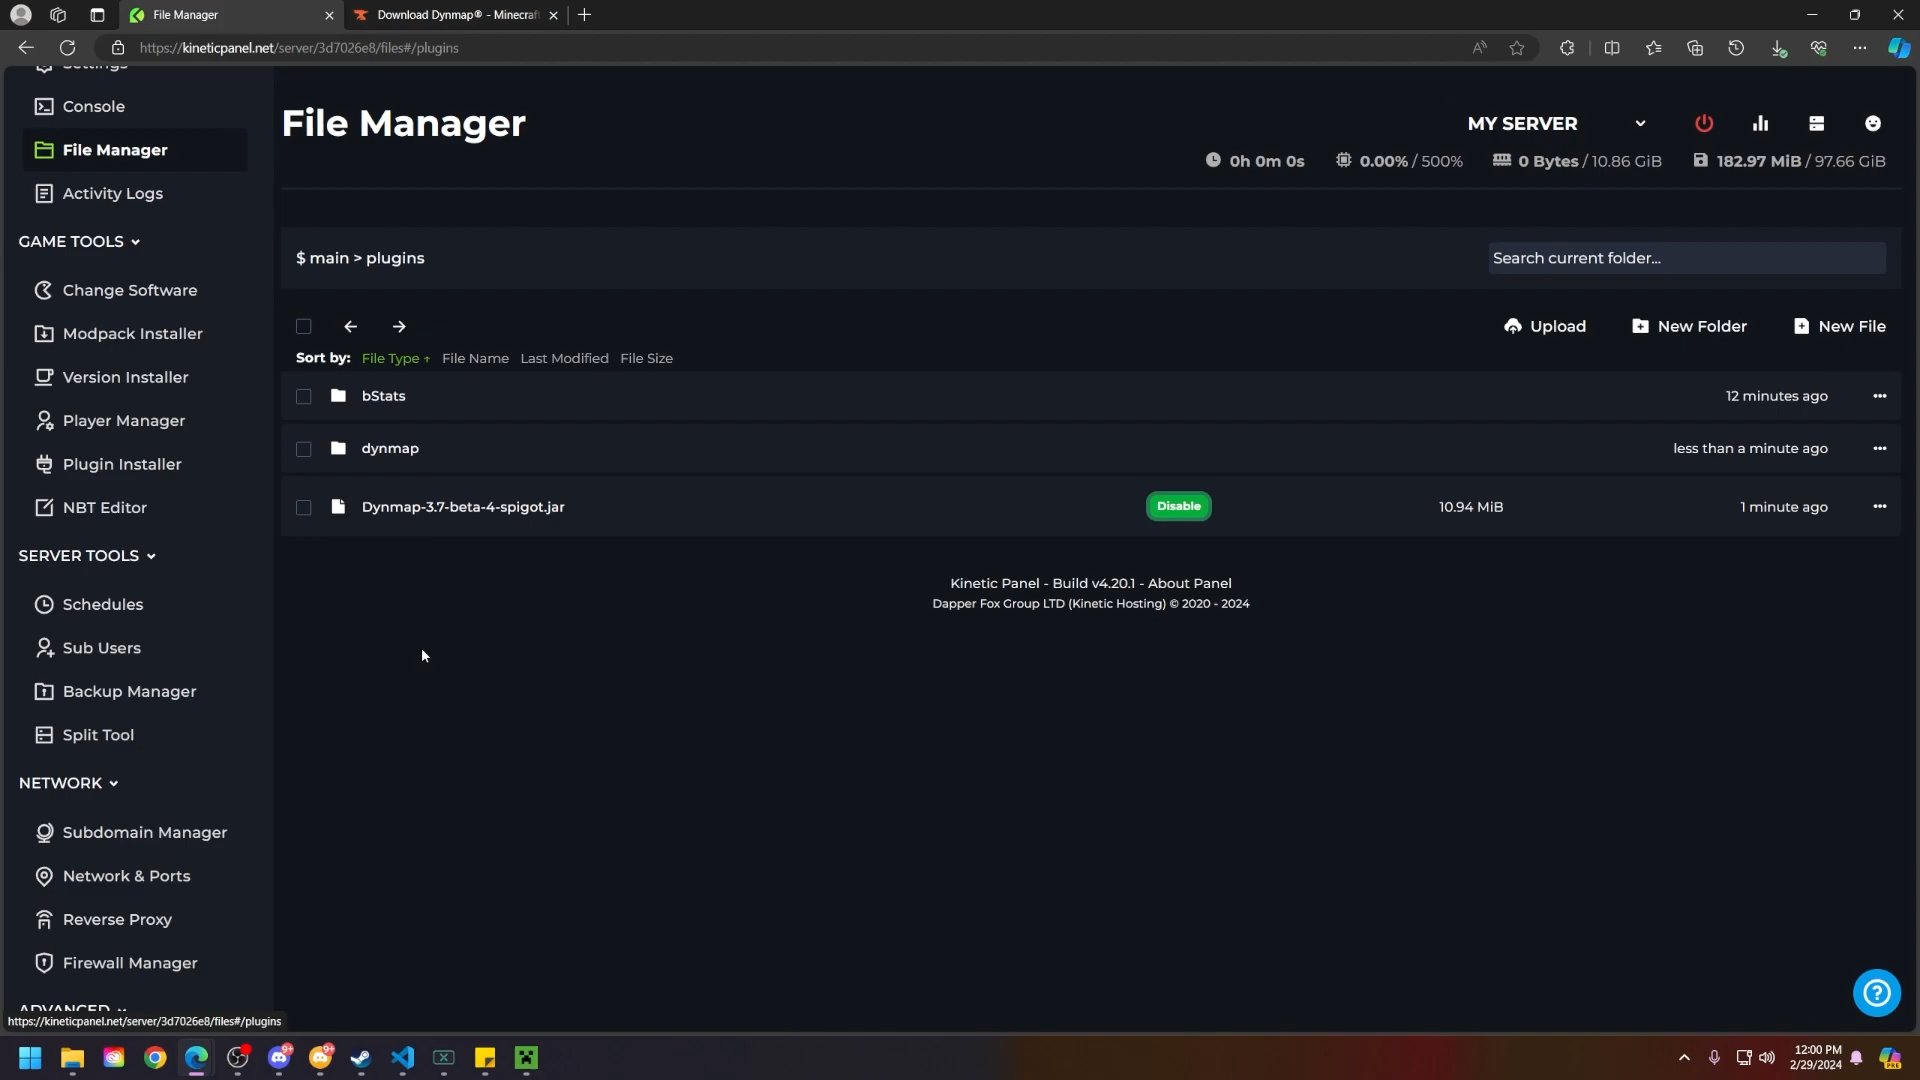 File Manager
Download Dynmap® - Minecraft
https://kineticpanel.net/server/3d7026e8/files#/plugins
Settings
Console
File Manager
Activity Logs
GAME TOOLS
Change Software
Modpack Installer
Version Installer
Player Manager
Plugin Installer
NBT Editor
SERVER TOOLS
Schedules
Sub Users
Backup Manager
Split Tool
NETWORK
Subdomain Manager
Network & Ports
Reverse Proxy
Firewall Manager
ADVANCED
https://kineticpanel.net/server/3d7026e8/files#/plugins
File Manager
MY SERVER
0h 0m 0s 0.00% / 500% 0 Bytes / 10.86 GiB 182.97 MiB / 97.66 GiB
$ main > plugins
Search current folder...
Upload New Folder New File
Sort by: File Type ↑ File Name Last Modified File Size
bStats 12 minutes ago
dynmap less than a minute ago
Dynmap-3.7-beta-4-spigot.jar Disable 10.94 MiB 1 minute ago
Kinetic Panel - Build v4.20.1 - About Panel
Dapper Fox Group LTD (Kinetic Hosting) © 2020 - 2024
9+
9+
12:00 PM
2/29/2024
PRE